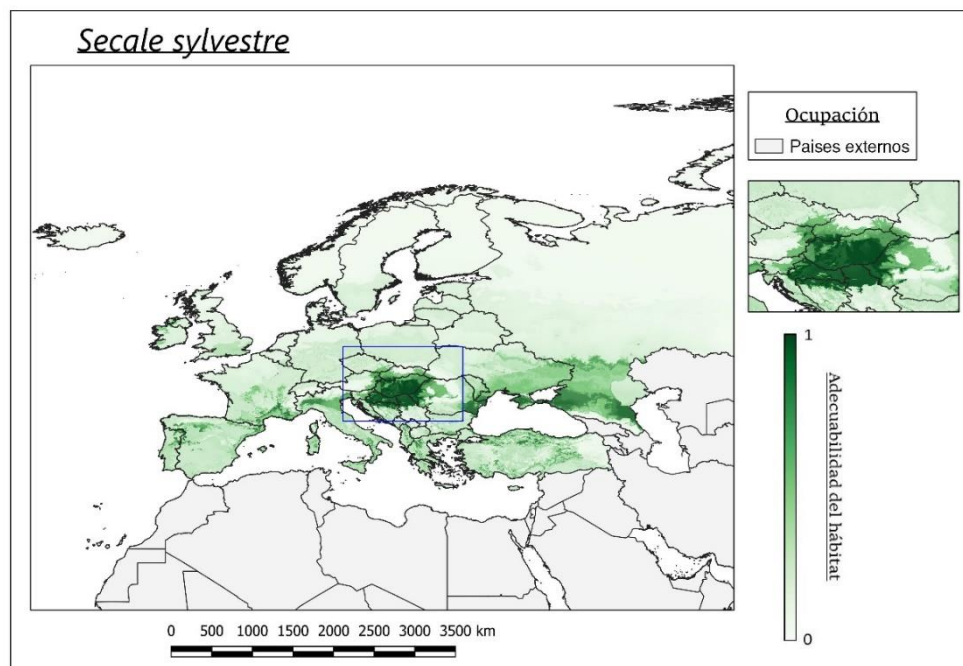 Secale sylvestre
Ocupación
Paises externos
1
Adecuabilidad del hábitat
0
0 500 1000 1500 2000 2500 3000 3500 km